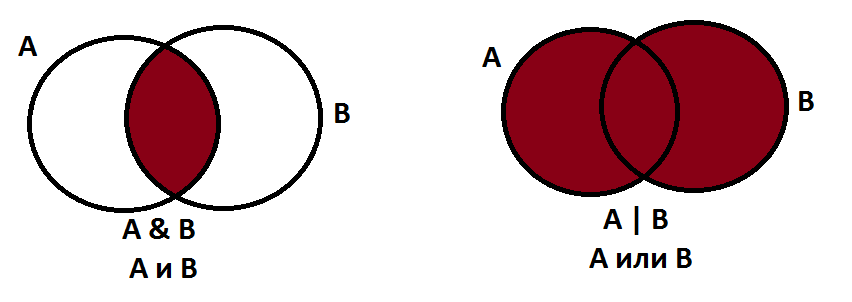 A
B
A & B
А и В
A
B
A | B
А или В